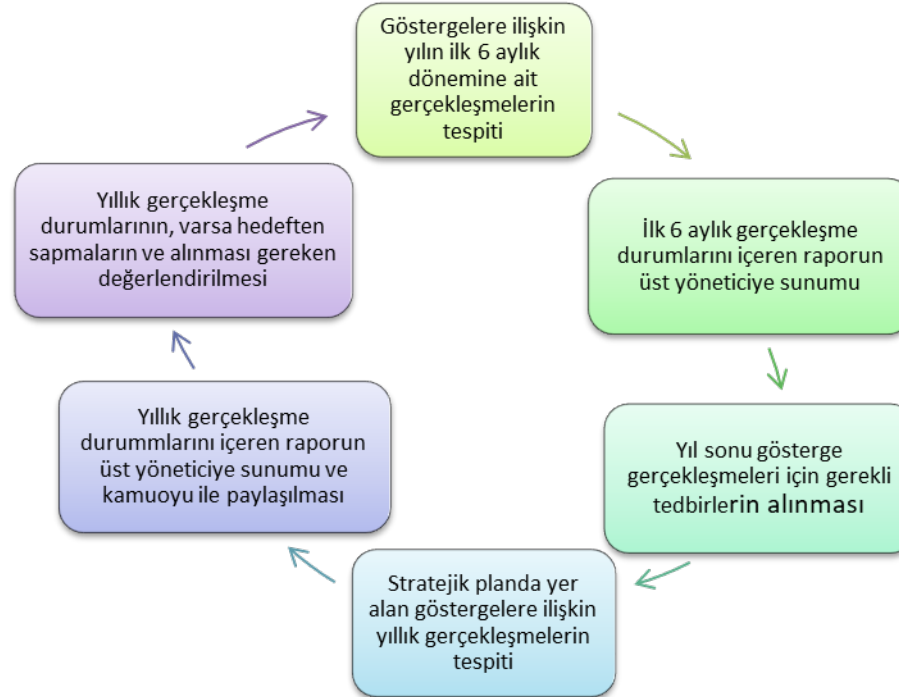 Göstergelere ilişkin
yılın ilk 6 aylık
dönemine ait
gerçekleşmelerin
tespiti
İlk 6 aylık gerçekleşme
durumlarını içeren raporun
üst yöneticiye sunumu
Yıl sonu gösterge
gerçekleşmeleri için gerekli
tedbirlerin alınması
Stratejik planda yer
alan göstergelere ilişkin
yıllık gerçekleşmelerin
tespiti
Yıllık gerçekleşme
durummlarını içeren raporun
üst yöneticiye sunumu ve
kamuoyu ile paylaşılması
Yıllık gerçekleşme
durumlarının, varsa hedeften
sapmaların ve alınması gereken
değerlendirilmesi